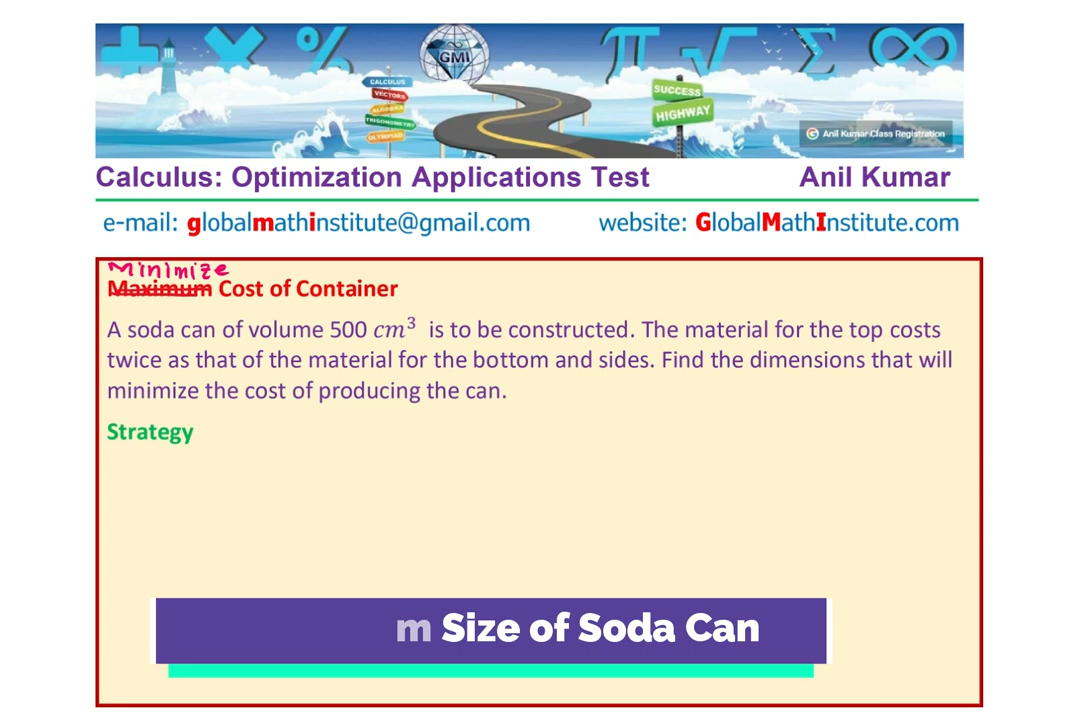 GMI
CALCULUS
VECTORS
ALGEBRA
TRIGONOMETRY
OLYMPIAD
SUCCESS
HIGHWAY
G Anil Kumar Class Registration
Calculus: Optimization Applications Test Anil Kumar
e-mail: globalmathinstitute@gmail.com website: GlobalMathInstitute.com
Minimize
Maximum Cost of Container
A soda can of volume 500 cm³ is to be constructed. The material for the top costs
twice as that of the material for the bottom and sides. Find the dimensions that will
minimize the cost of producing the can.
Strategy
m Size of Soda Can